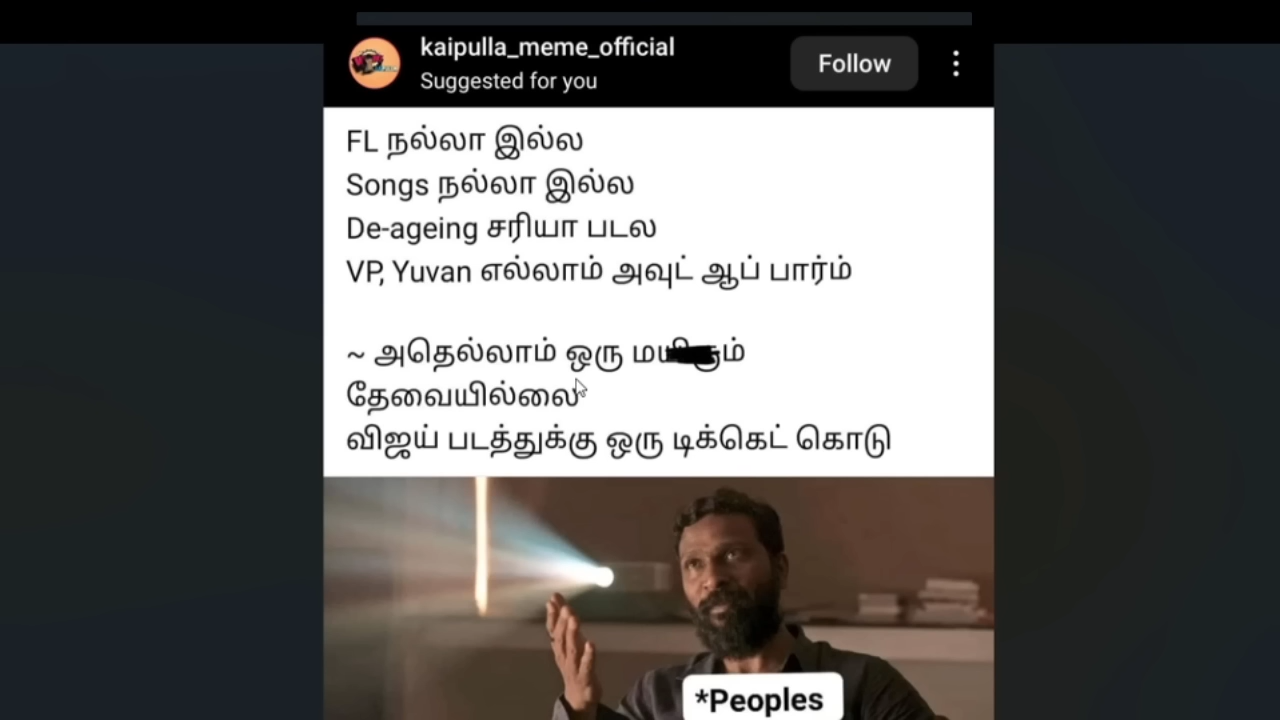 kaipulla_meme_official
Suggested for you
Follow
FL நல்லா இல்ல
Songs நல்லா இல்ல
De-ageing சரியா படல
VP, Yuvan எல்லாம் அவுட் ஆப் பார்ம்
~ அதெல்லாம் ஒரு
தேவையில்லை
விஜய் படத்துக்கு ஒரு டிக்கெட் கொடு
*Peoples